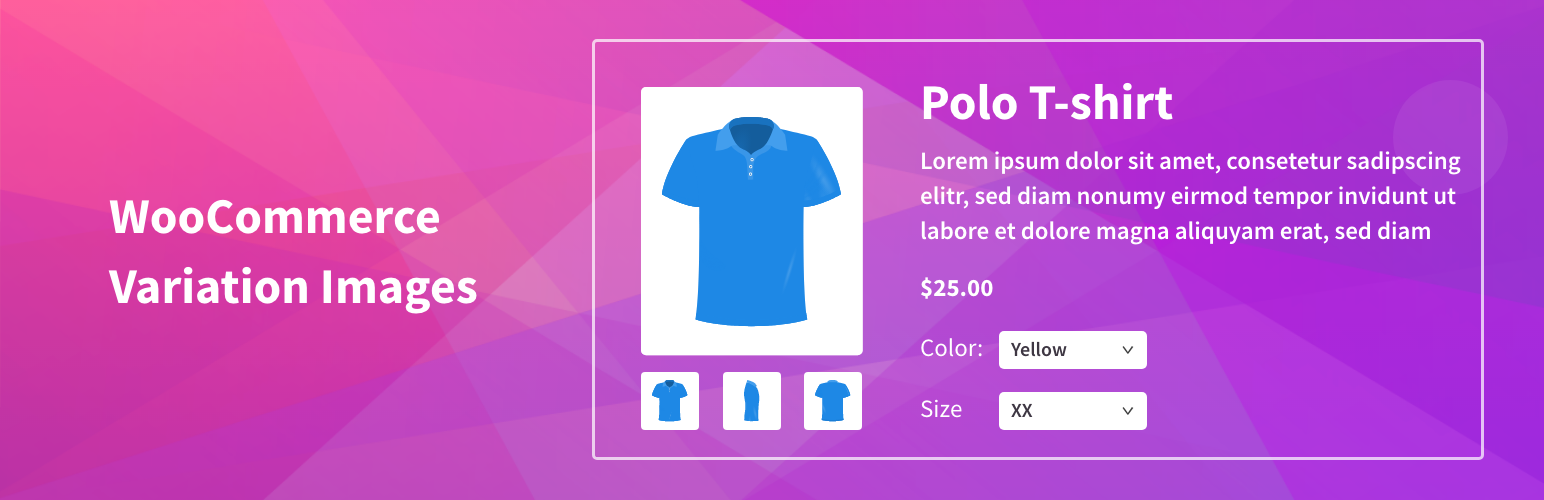 WooCommerce
Variation Images
Polo T-shirt
Lorem ipsum dolor sit amet, consetetur sadipscing
elitr, sed diam nonumy eirmod tempor invidunt ut
labore et dolore magna aliquyam erat, sed diam
$25.00
Color: Yellow
Size XX